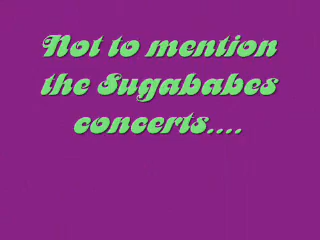 Not to mention
the Sugababes
concerts....